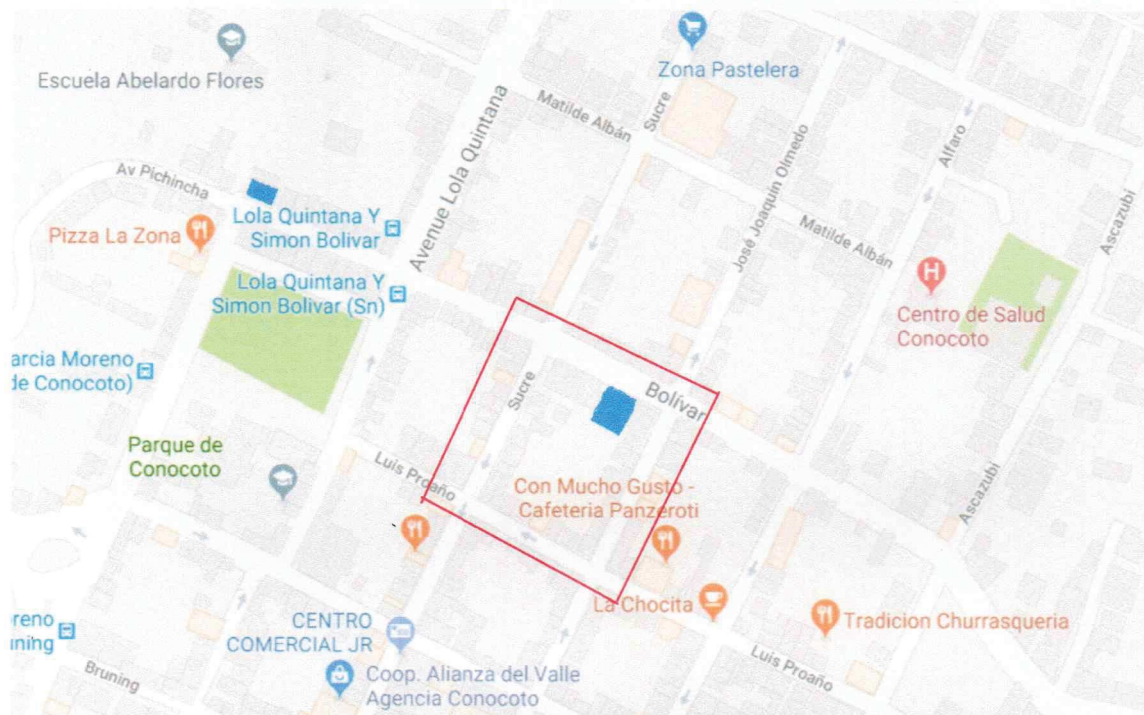 Zona Pastelera
Escuela Abelardo Flores
Matilde Albán
Sucre
Avenue Lola Quintana
José Joaquín Olmedo
Alfaro
Ascazubi
Av Pichincha
Lola Quintana Y
Simon Bolivar
Pizza La Zona
Matilde Albán
Lola Quintana Y
Simon Bolivar (Sn)
Centro de Salud
Conocoto
arcia Moreno
de Conocoto)
Sucre
Bolívar
Parque de
Conocoto
Luis Proaño
Con Mucho Gusto -
Cafeteria Panzeroti
Ascazubi
La Chocita
CENTRO
COMERCIAL JR
Tradicion Churrasqueria
oreno
uning
Bruning
Coop. Alianza del Valle
Agencia Conocoto
Luis Proaño